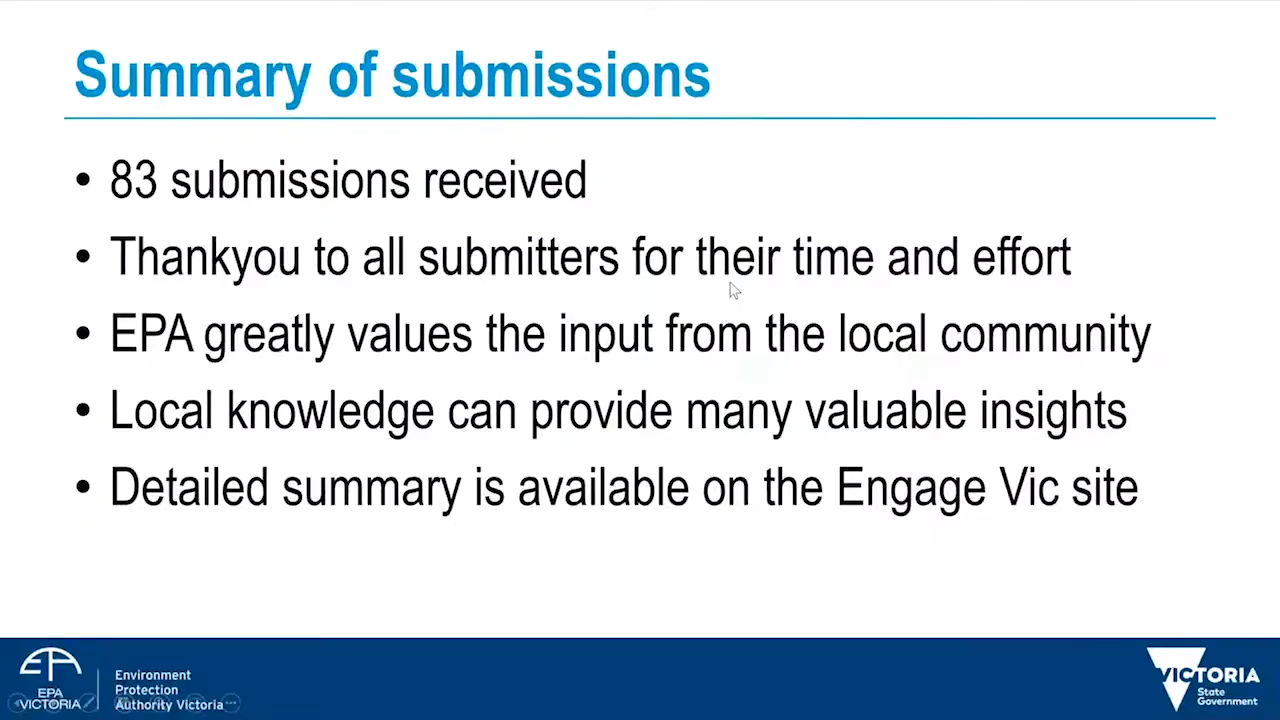 Summary of submissions
• 83 submissions received
• Thankyou to all submitters for their time and effort
• EPA greatly values the input from the local community
• Local knowledge can provide many valuable insights
• Detailed summary is available on the Engage Vic site
EPA
VICTORIA
Environment
Protection
Authority Victoria
VICTORIA
State
Government